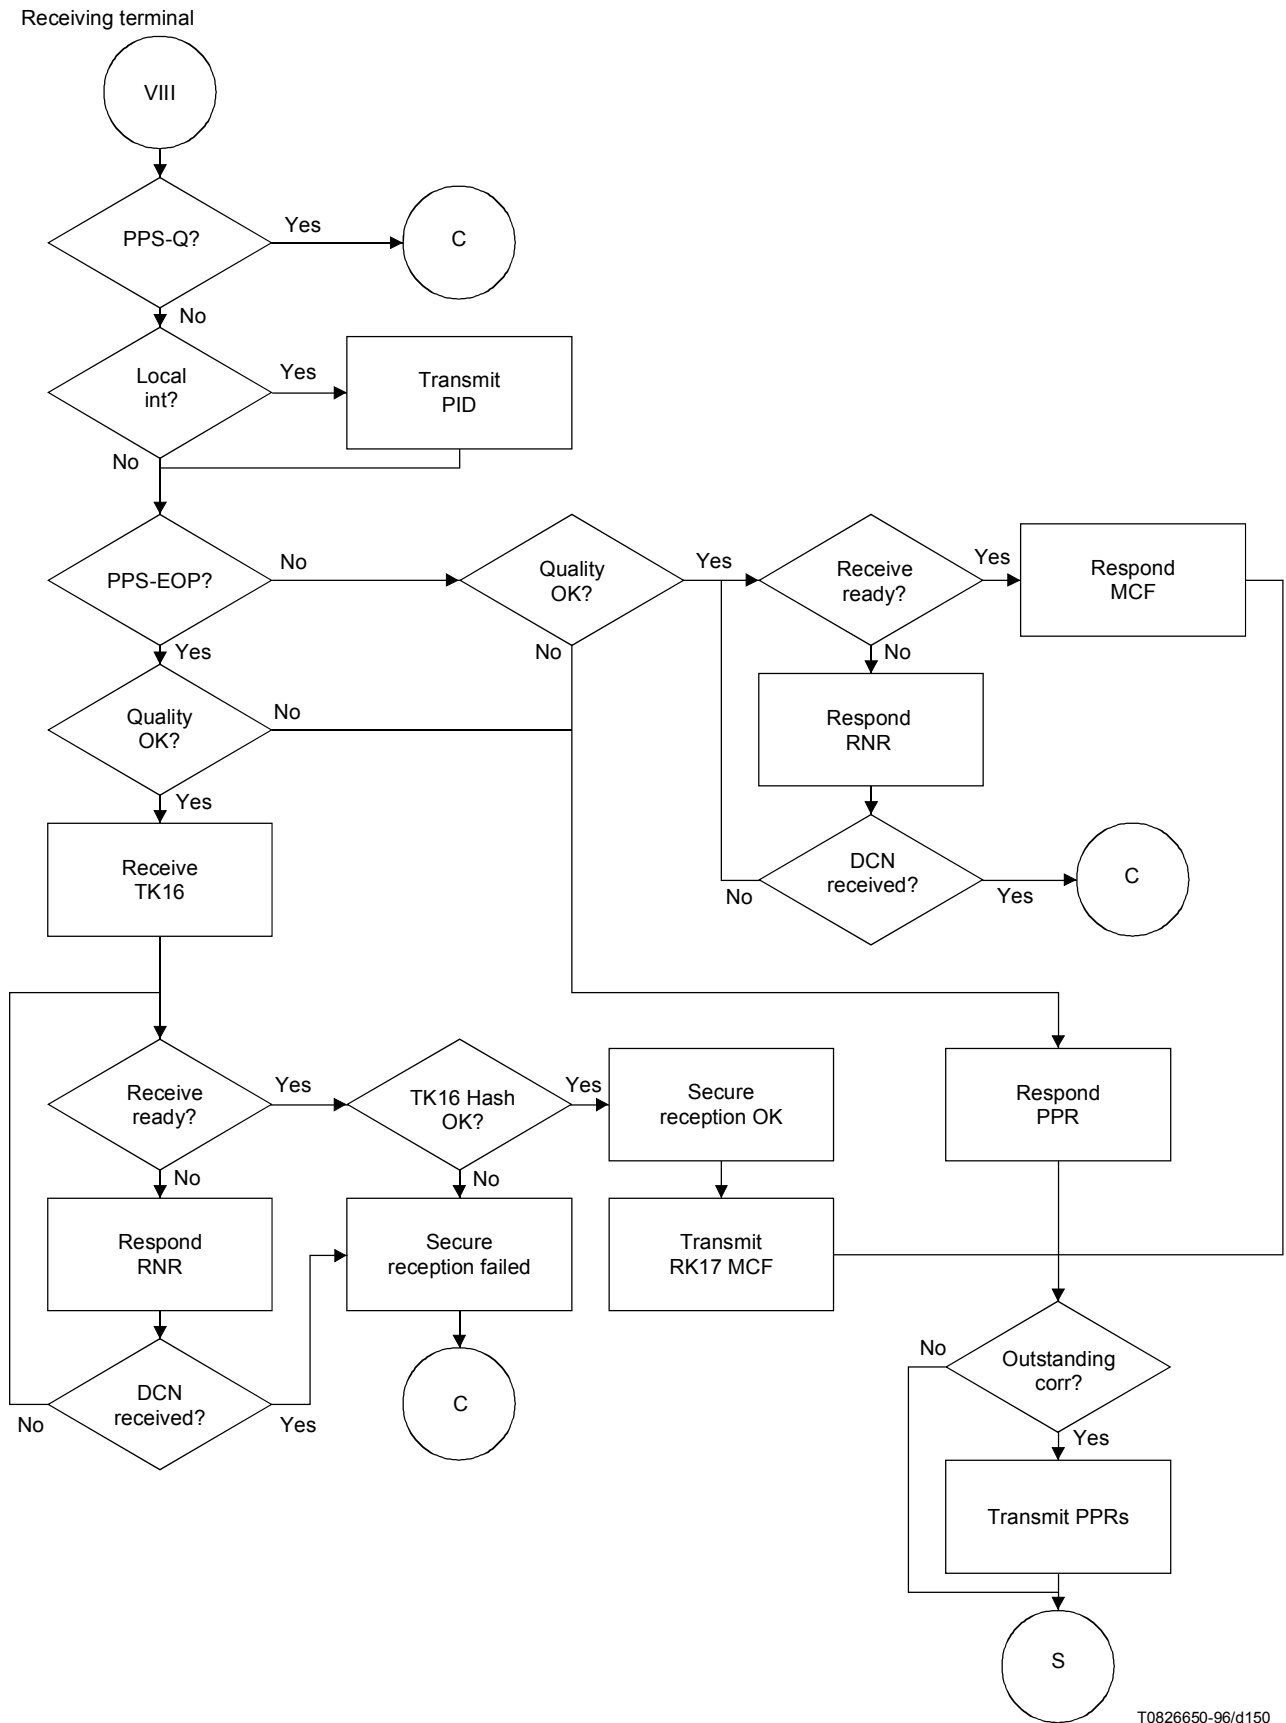 Receiving terminal
VIII
PPS-Q?
Yes
C
No
Local
int?
Yes
Transmit
PID
No
PPS-EOP?
No
Quality
OK?
Yes
Receive
ready?
Yes
Respond
MCF
Yes
No
No
Quality
OK?
No
Respond
RNR
Yes
Receive
TK16
DCN
received?
No
Yes
C
Receive
ready?
Yes
TK16 Hash
OK?
Yes
Secure
reception OK
Respond
PPR
No
No
Respond
RNR
Secure
reception failed
Transmit
RK17 MCF
DCN
received?
No
Yes
C
No
Outstanding
corr?
Yes
Transmit PPRs
S
T0826650-96/d150